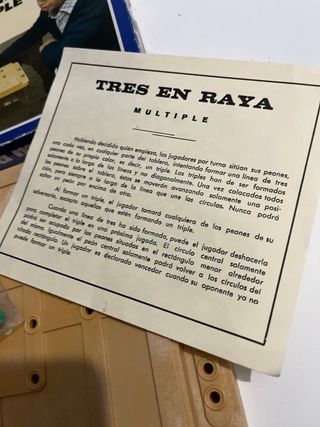 TRES EN RAYA
MULTIPLE
Habiendo decidido quién empieza, los jugadores por turno sitúan sus peones,
uno cada vez, en cualquier parte del tablero, intentando formar una línea de tres
peones de su propio color, es decir, un triple. Los triples han de ser formados
solamente a lo largo de las líneas y no diagonalmente. Una vez colocados todos
los peones sobre el tablero, éstos se moverán avanzando solamente una posi-
ción, pero siempre a lo largo de la línea que une los círculos. Nunca podrá
saltar un peón por encima de otro.
Al formar un triple, el jugador tomará cualquiera de los peones de su
adversario, excepto aquellos que estén formando un triple.
Cuando una línea de tres ha sido formada, puede el jugador deshacerla
para completar el triple en una próxima jugada. El círculo central solamente
puede ser ocupado por los peones situados en el rectángulo menor alrededor
del mismo. Igualmente el peón central solamente podrá volver a los círculos del
citado rectángulo. Un jugador es declarado vencedor cuando su oponente ya no
puede formar un triple.